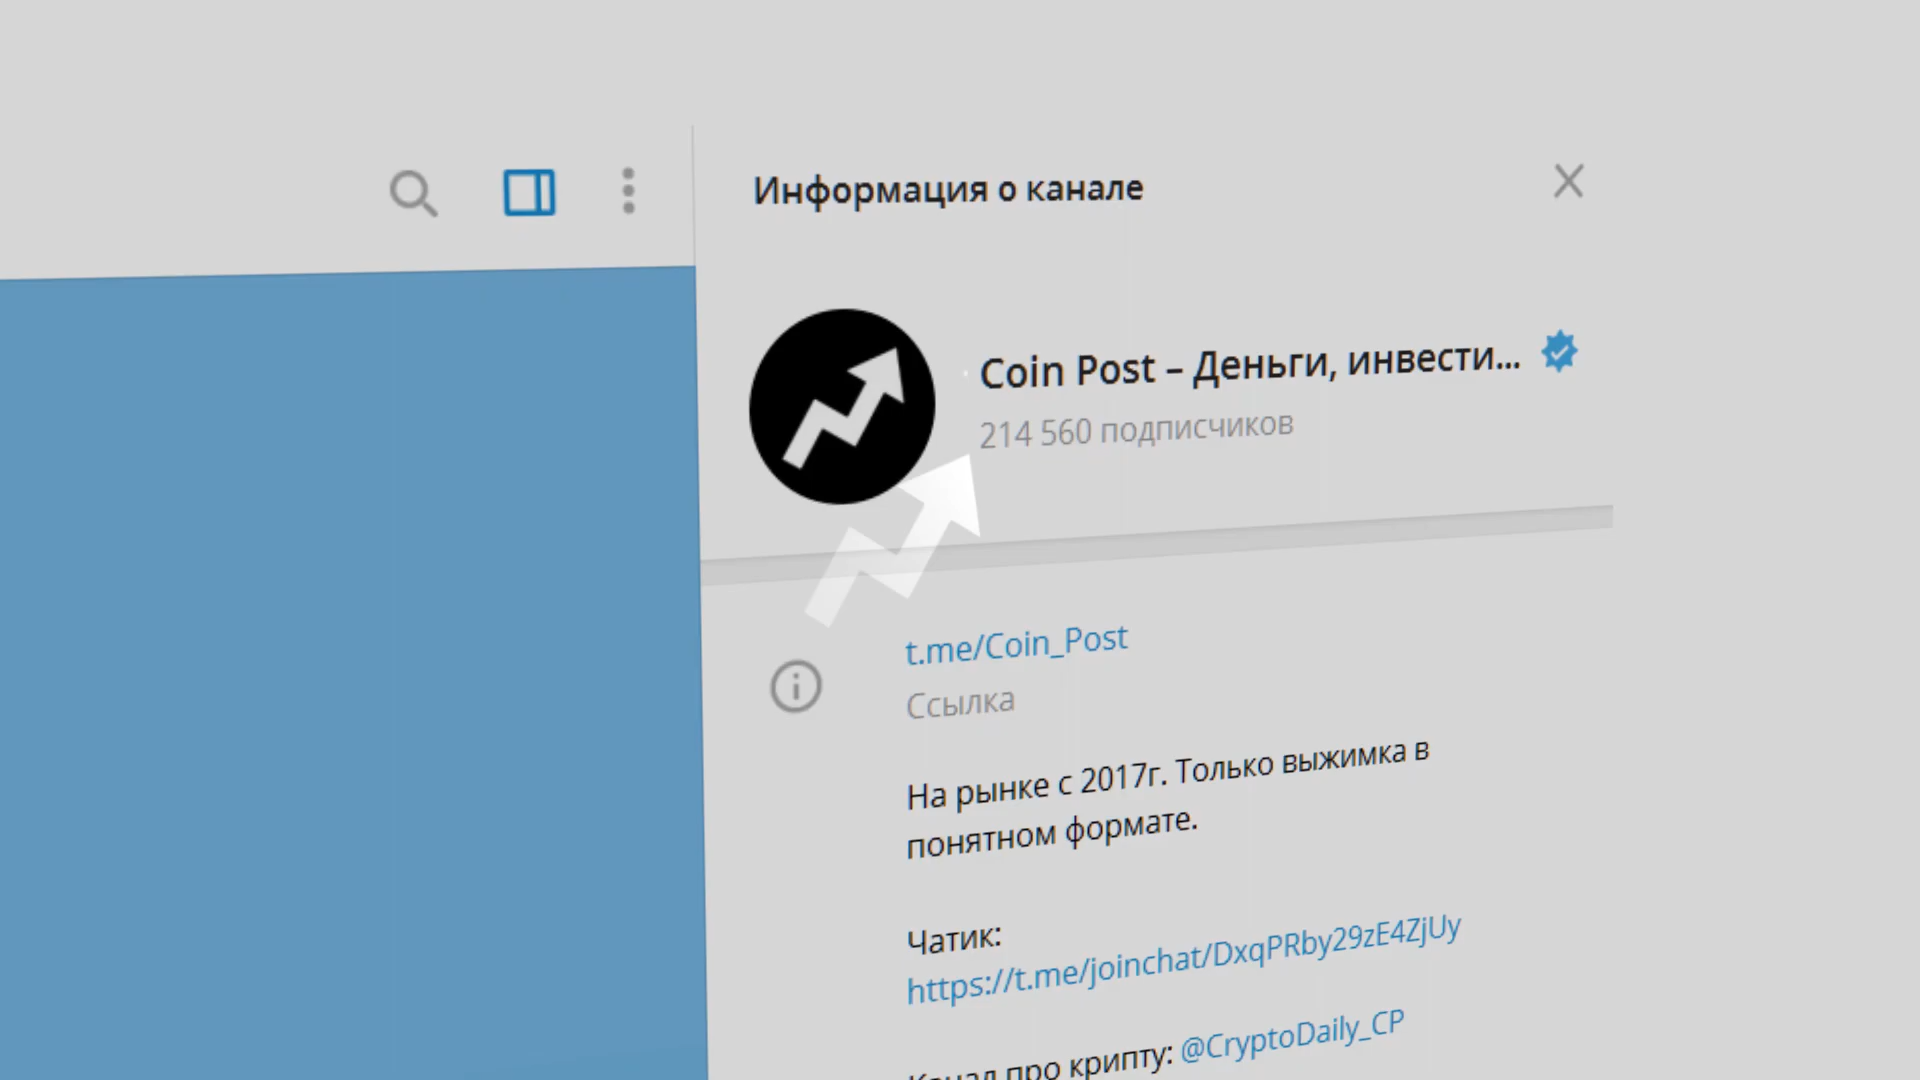 Информация о канале
Coin Post – Деньги, инвести...
214 560 подписчиков
t.me/Coin_Post
Ссылка
На рынке с 2017г. Только выжимка в
понятном формате.
Чатик:
https://t.me/joinchat/DxqPRby29zE4ZjUy
Канал про крипту: @CryptoDaily_CP